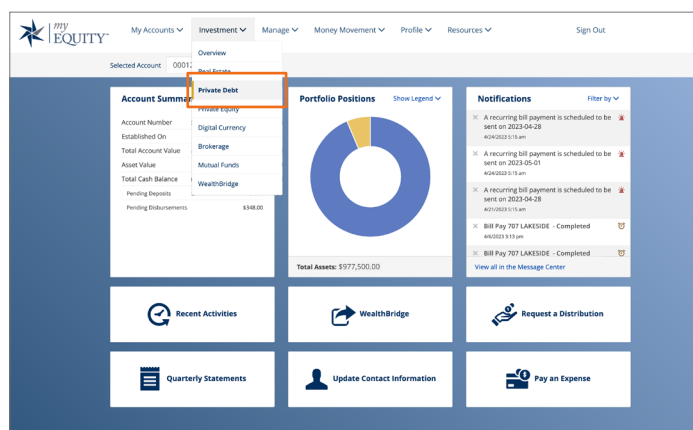 my
EQUITY
My Accounts
Investment
Manage
Money Movement
Profile
Resources
Sign Out
Selected Account 00012
Overview
Real Estate
Private Debt
Private Equity
Digital Currency
Brokerage
Mutual Funds
WealthBridge
Account Summar
Account Number
Established On
Total Account Value
Asset Value
Total Cash Balance
Pending Deposits
Pending Disbursements $348.00
Portfolio Positions Show Legend
Total Assets: $977,500.00
Notifications Filter by
A recurring bill payment is scheduled to be
sent on 2023-04-28
4/24/2023 5:15 am
A recurring bill payment is scheduled to be
sent on 2023-05-01
4/24/2023 5:15 am
A recurring bill payment is scheduled to be
sent on 2023-04-28
4/21/2023 5:15 am
Bill Pay 707 LAKESIDE - Completed
4/6/2023 3:13 pm
Bill Pay 707 LAKESIDE - Completed
View all in the Message Center
Recent Activities
WealthBridge
Request a Distribution
Quarterly Statements
Update Contact Information
Pay an Expense